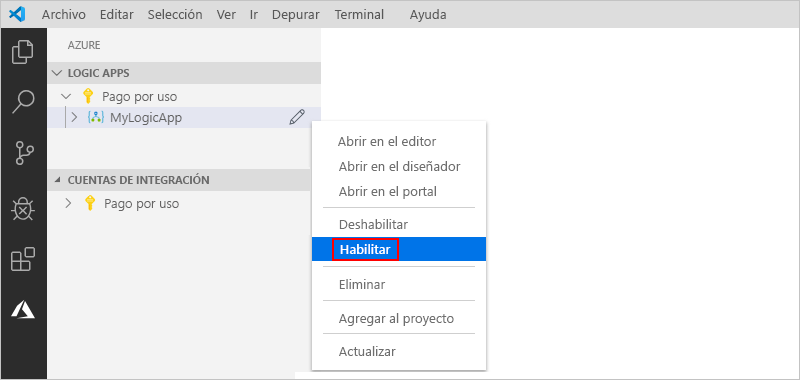 Archivo Editar Selección Ver Ir Depurar Terminal Ayuda
AZURE
LOGIC APPS
Pago por uso
MyLogicApp
CUENTAS DE INTEGRACIÓN
Pago por uso
Abrir en el editor
Abrir en el diseñador
Abrir en el portal
Deshabilitar
Habilitar
Eliminar
Agregar al proyecto
Actualizar